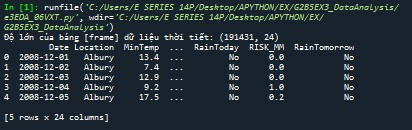 In [1]: runfile('C:/Users/E SERIES 14P/Desktop/APYTHON/EX/G2B5EX3_DataAnalysis/
e3EDA_06VXT.py', wdir='C:/Users/E SERIES 14P/Desktop/APYTHON/EX/
G2B5EX3_DataAnalysis')
Độ lớn của bảng [frame] dữ liệu thời tiết: (191431, 24)
Date Location MinTemp ... RainToday RISK_MM RainTomorrow
0 2008-12-01 Albury 13.4 ... No 0.0 No
1 2008-12-02 Albury 7.4 ... No 0.0 No
2 2008-12-03 Albury 12.9 ... No 0.0 No
3 2008-12-04 Albury 9.2 ... No 1.0 No
4 2008-12-05 Albury 17.5 ... No 0.2 No
[5 rows x 24 columns]